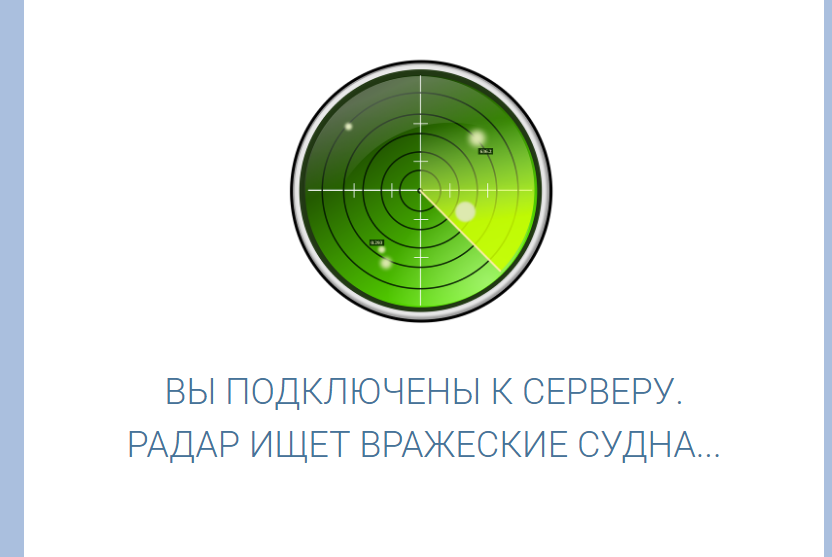 ВЫ ПОДКЛЮЧЕНЫ К СЕРВЕРУ.
РАДАР ИЩЕТ ВРАЖЕСКИЕ СУДНА...